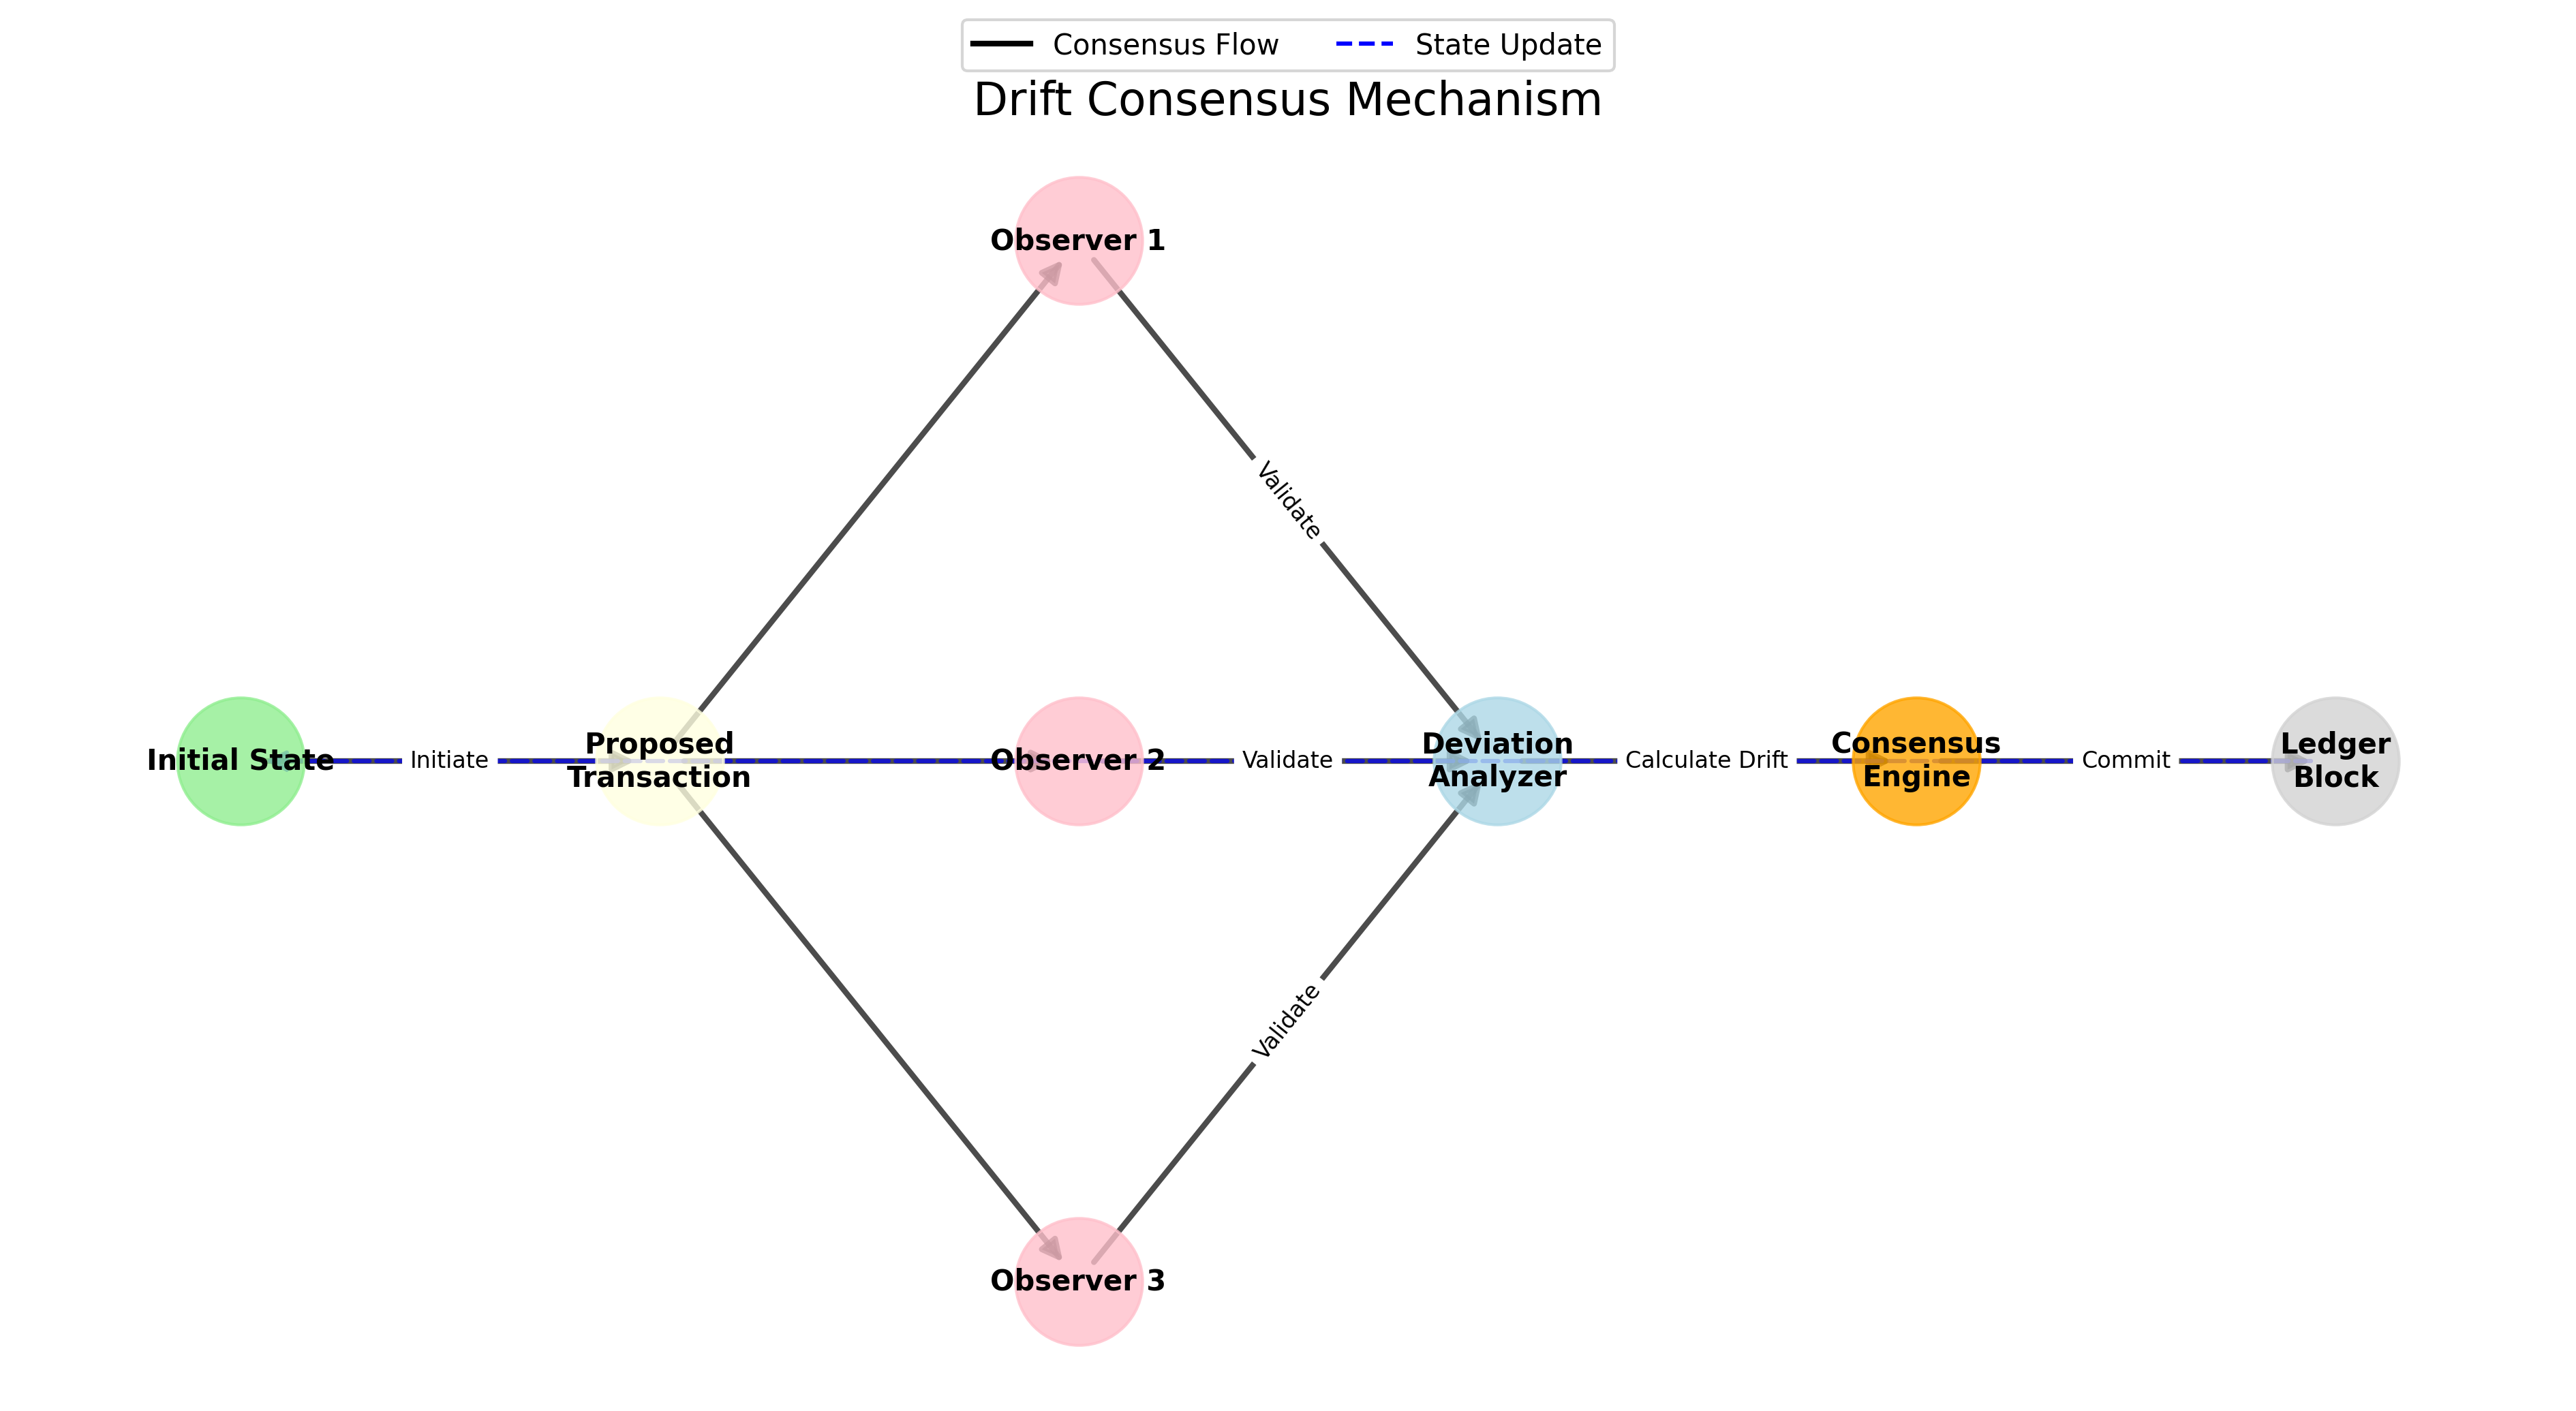 Consensus Flow
State Update
Drift Consensus Mechanism
Observer 1
Validate
Initial State
Initiate
Proposed
Transaction
Observer 2
Validate
Deviation
Analyzer
Calculate Drift
Consensus
Engine
Commit
Ledger
Block
Validate
Observer 3